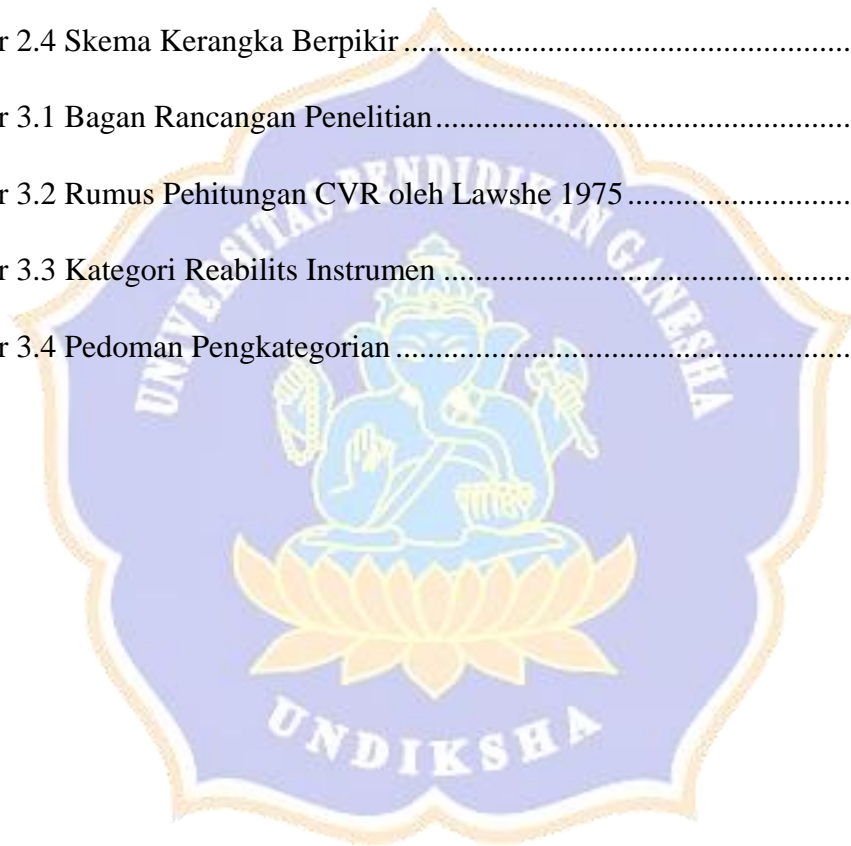 r 2.4 Skema Kerangka Berpikir ..........................................................
r 3.1 Bagan Rancangan Penelitian ......................................................
r 3.2 Rumus Pehitungan CVR oleh Lawshe 1975 .............................
r 3.3 Kategori Reabilits Instrumen .....................................................
r 3.4 Pedoman Pengkategorian ...........................................................
UNIVERSITAS PENDIDIKAN GANESHA
UNDIKSHA